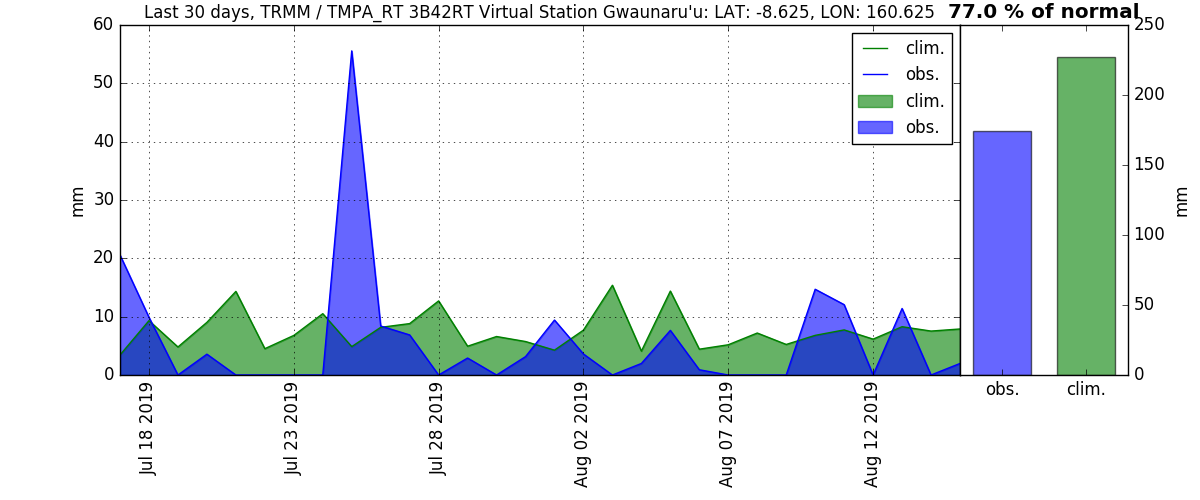 Last 30 days, TRMM / TMPA_RT 3B42RT Virtual Station Gwaunaru'u: LAT: -8.625, LON: 160.625
77.0 % of normal
60
50
40
30
20
10
0
mm
clim.
obs.
clim.
obs.
Jul 18 2019
Jul 23 2019
Jul 28 2019
Aug 02 2019
Aug 07 2019
Aug 12 2019
250
200
150
100
50
0
mm
obs.
clim.